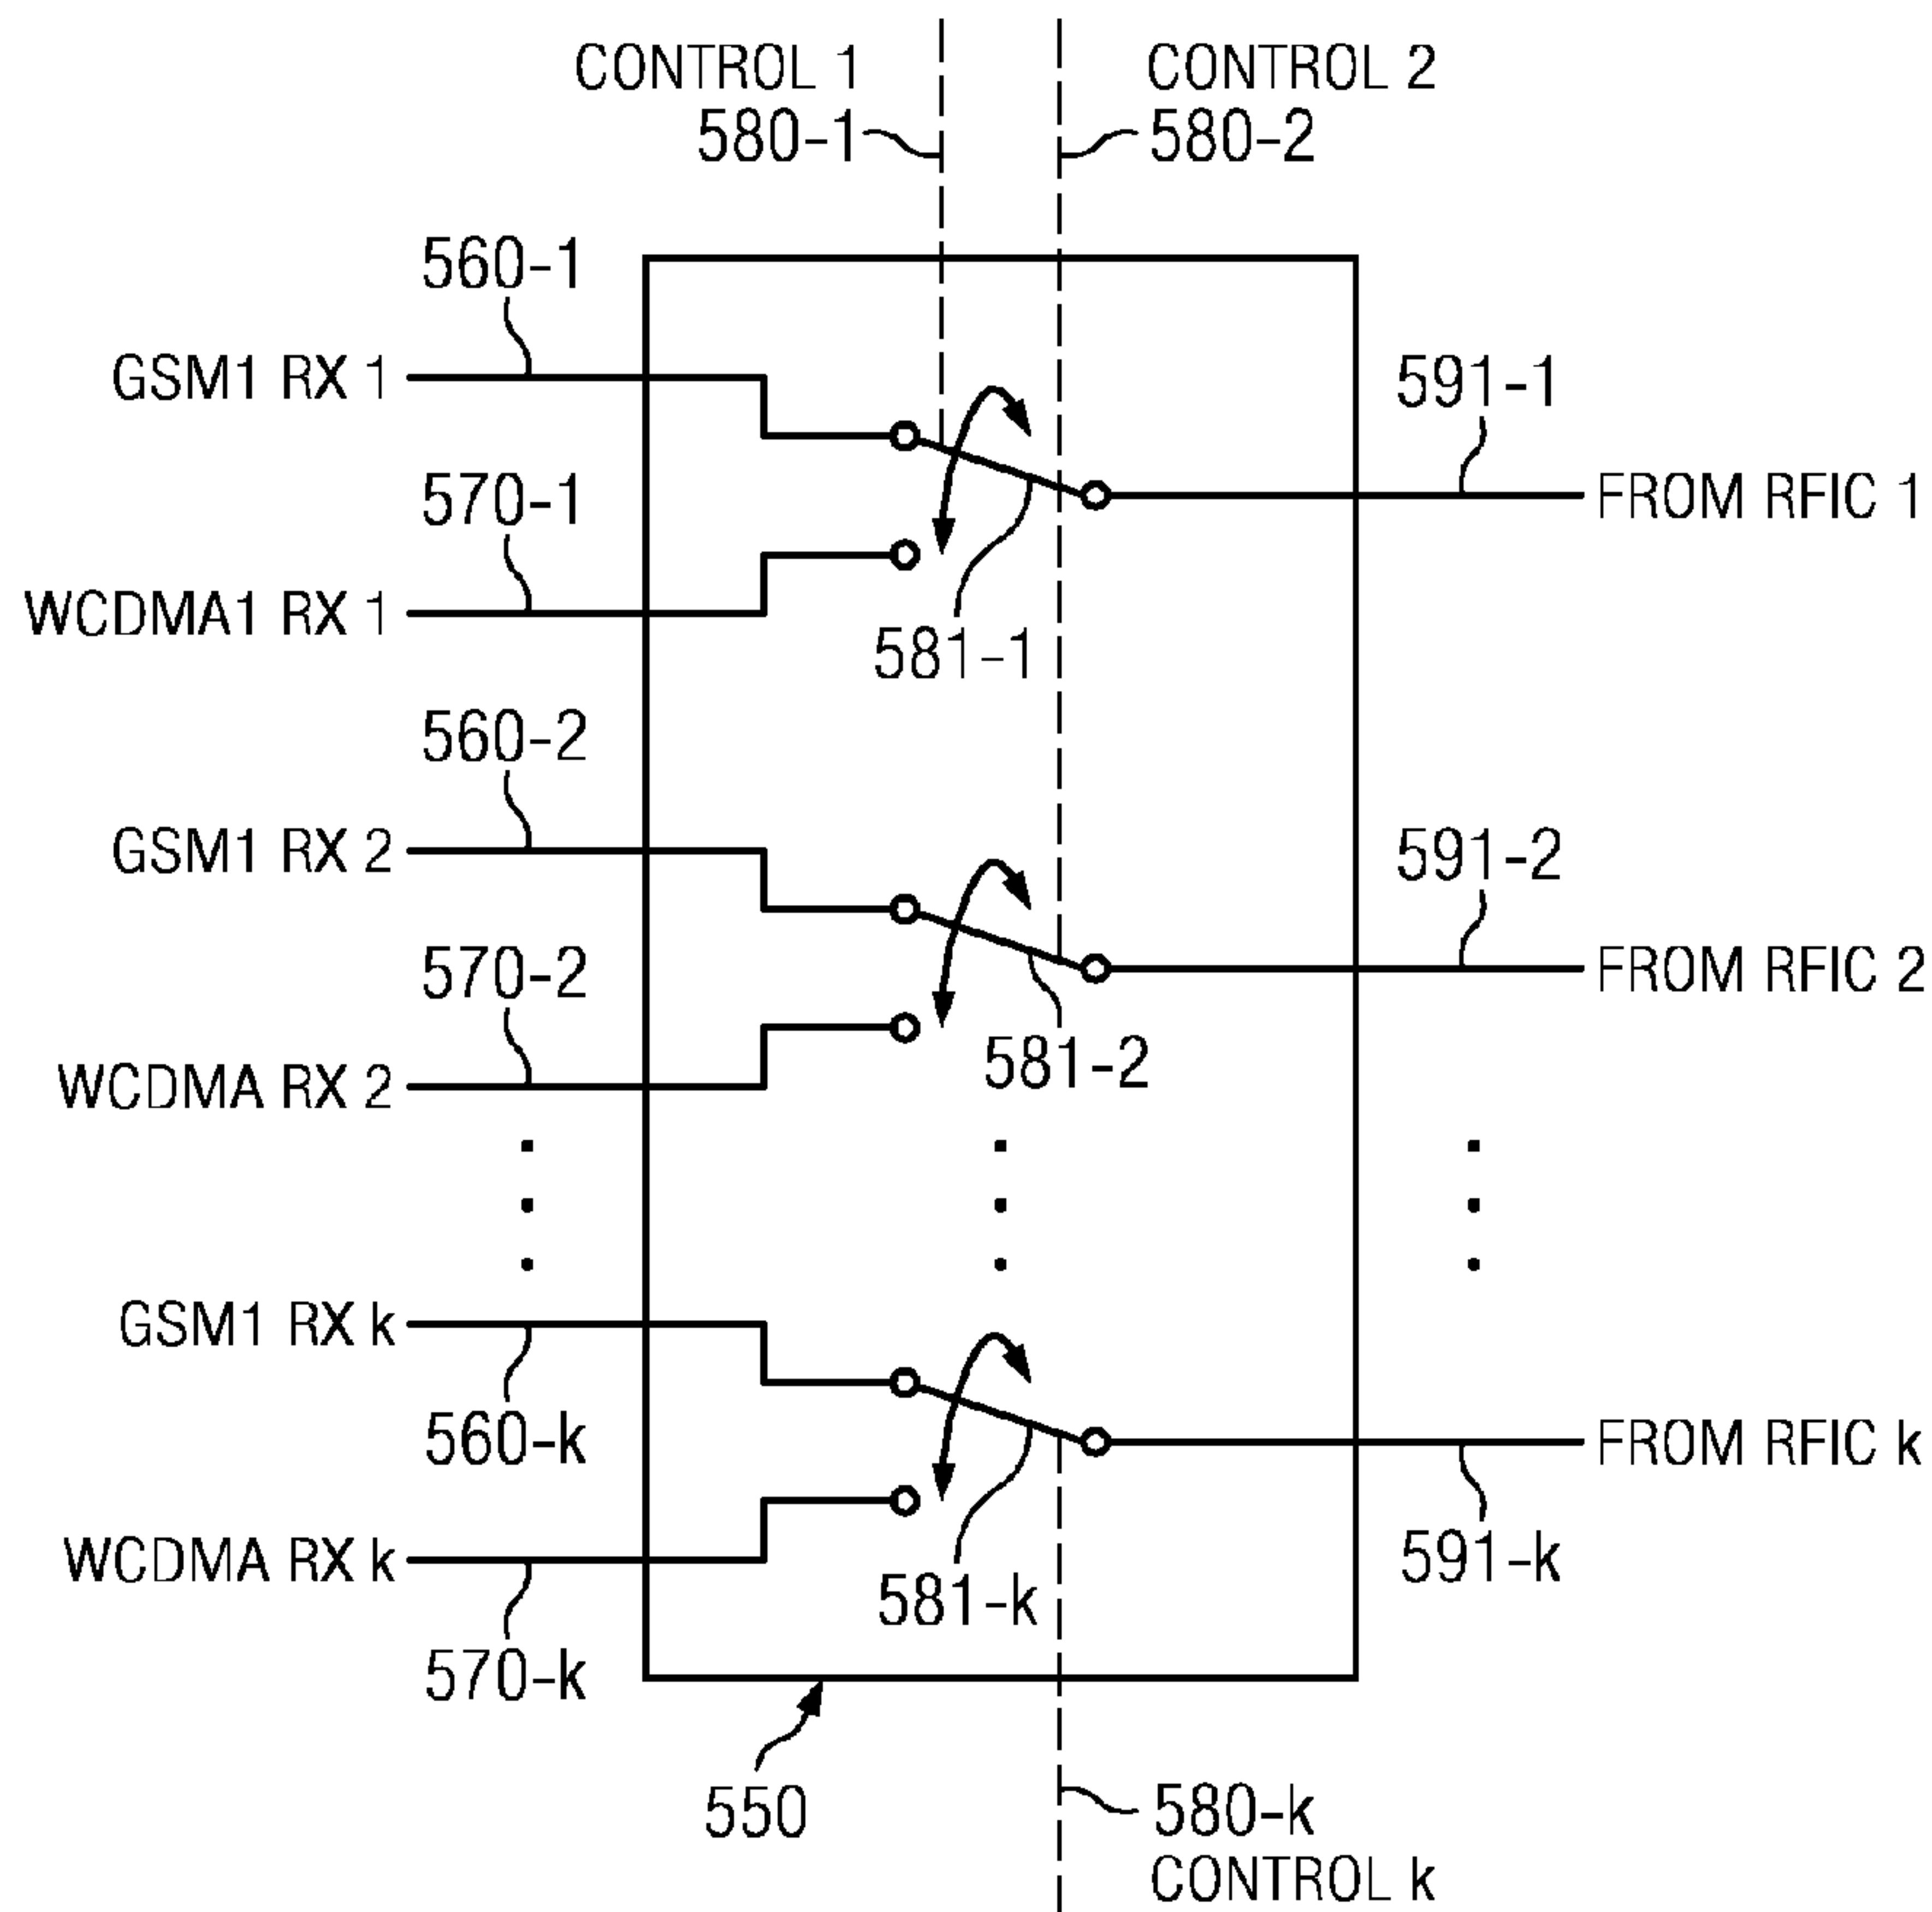 CONTROL 1
580-1
CONTROL 2
580-2
560-1
GSM1 RX 1
591-1
FROM RFIC 1
570-1
WCDMA1 RX 1
581-1
560-2
GSM1 RX 2
591-2
FROM RFIC 2
570-2
WCDMA RX 2
581-2
GSM1 RX k
560-k
FROM RFIC k
591-k
WCDMA RX k
570-k
581-k
550
580-k
CONTROL k